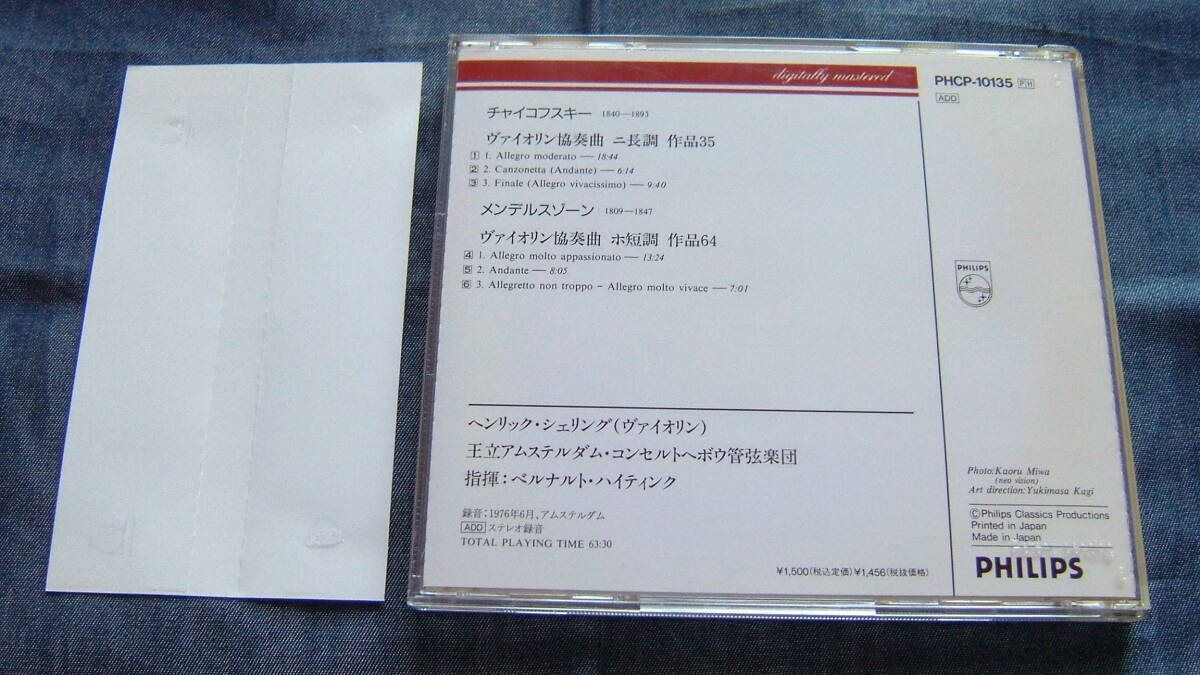 digitally mastered
PHCP-10135 PH
ADD
チャイコフスキー 1840—1893
ヴァイオリン協奏曲 ニ長調 作品35
1 1. Allegro moderato — 18:44
2 2. Canzonetta (Andante) — 6:14
3 3. Finale (Allegro vivacissimo) — 9:40
メンデルスゾーン 1809—1847
ヴァイオリン協奏曲 ホ短調 作品64
4 1. Allegro molto appassionato — 13:24
5 2. Andante — 8:05
6 3. Allegretto non troppo – Allegro molto vivace — 7:01
PHILIPS
ヘンリック・シェリング(ヴァイオリン)
王立アムステルダム・コンセルトヘボウ管弦楽団
指揮：ベルナルト・ハイティンク
録音：1976年6月、アムステルダム
ADD ステレオ録音
TOTAL PLAYING TIME 63:30
¥1,500(税込定価)¥1,456(税抜価格)
Photo: Kaoru Miwa
(neo vision)
Art direction: Yukimasa Kagi
©Philips Classics Productions
Printed in Japan
Made in Japan
PHILIPS